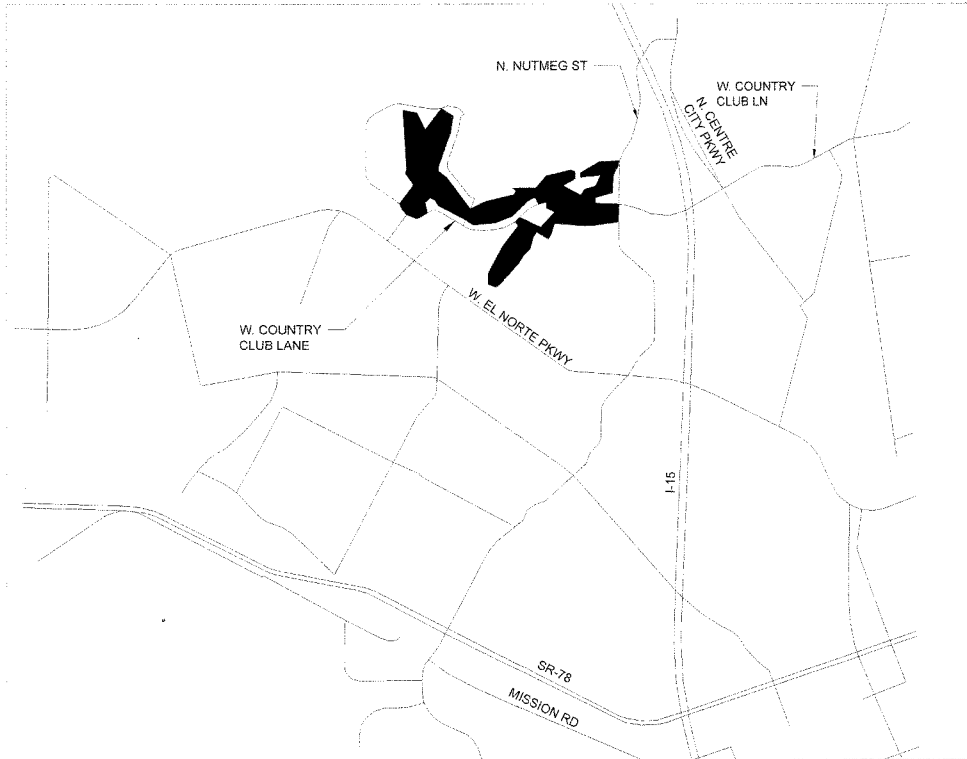 N. NUTMEG ST
W. COUNTRY
CLUB LN
N. CENTRE
CITY PKWY
W. COUNTRY
CLUB LANE
W. EL NORTE PKWY
I-15
SR-78
MISSION RD